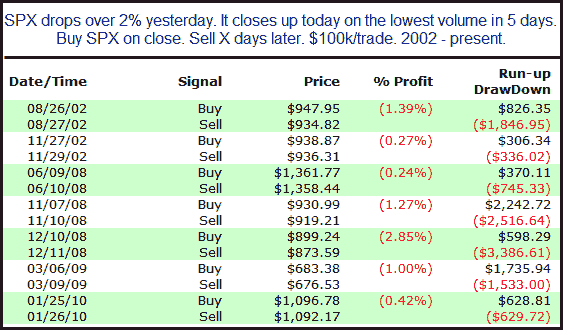 SPX drops over 2% yesterday. It closes up today on the lowest volume in 5 days.
Buy SPX on close. Sell X days later. $100k/trade. 2002 - present.
Date/Time Signal Price % Profit Run-up DrawDown
08/26/02 Buy $947.95 (1.39%) $826.35
08/27/02 Sell $934.82 ($1,846.95)
11/27/02 Buy $938.87 (0.27%) $306.34
11/29/02 Sell $936.31 ($336.02)
06/09/08 Buy $1,361.77 (0.24%) $370.11
06/10/08 Sell $1,358.44 ($745.33)
11/07/08 Buy $930.99 (1.27%) $2,242.72
11/10/08 Sell $919.21 ($2,516.64)
12/10/08 Buy $899.24 (2.85%) $598.29
12/11/08 Sell $873.59 ($3,386.61)
03/06/09 Buy $683.38 (1.00%) $1,735.94
03/09/09 Sell $676.53 ($1,533.00)
01/25/10 Buy $1,096.78 (0.42%) $628.81
01/26/10 Sell $1,092.17 ($629.72)